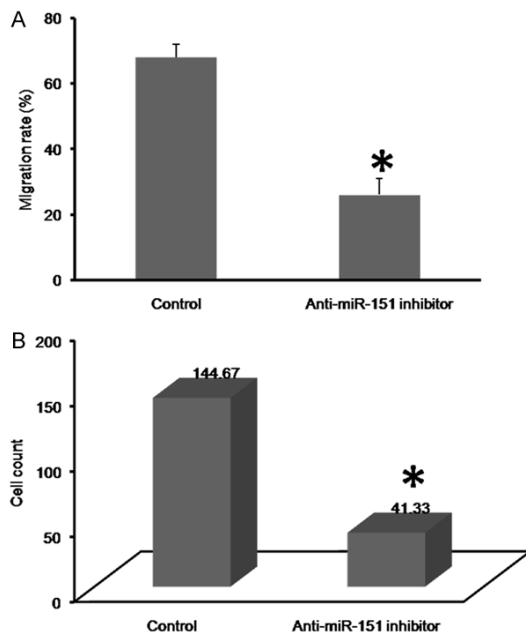 A
80
60
40
20
0
Migration rate (%)
*
Control Anti-miR-151 inhibitor
B
200
150
100
50
0
Cell count
144.67
*
41.33
Control Anti-miR-151 inhibitor